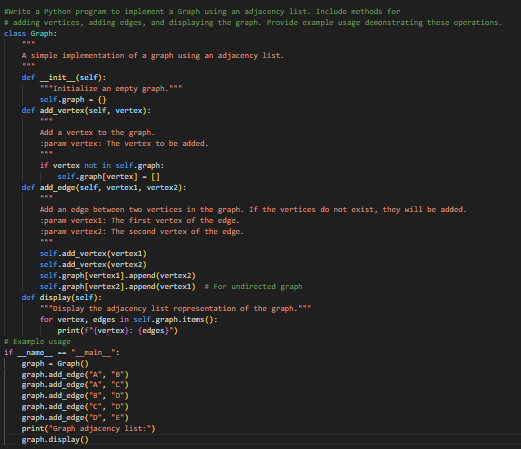 #Write a Python program to implement a Graph using an adjacency list. Include methods for
# adding vertices, adding edges, and displaying the graph. Provide example usage demonstrating these operations.
class Graph:
    """
    A simple implementation of a graph using an adjacency list.
    """
    def __init__(self):
        """Initialize an empty graph."""
        self.graph = {}
    def add_vertex(self, vertex):
        """
        Add a vertex to the graph.
        :param vertex: The vertex to be added.
        """
        if vertex not in self.graph:
            self.graph[vertex] = []
    def add_edge(self, vertex1, vertex2):
        """
        Add an edge between two vertices in the graph. If the vertices do not exist, they will be added.
        :param vertex1: The first vertex of the edge.
        :param vertex2: The second vertex of the edge.
        """
        self.add_vertex(vertex1)
        self.add_vertex(vertex2)
        self.graph[vertex1].append(vertex2)
        self.graph[vertex2].append(vertex1)  # For undirected graph
    def display(self):
        """Display the adjacency list representation of the graph."""
        for vertex, edges in self.graph.items():
            print(f"{vertex}: {edges}")
# Example usage
if __name__ == "__main__":
    graph = Graph()
    graph.add_edge("A", "B")
    graph.add_edge("A", "C")
    graph.add_edge("B", "D")
    graph.add_edge("C", "D")
    graph.add_edge("D", "E")
    print("Graph adjacency list:")
    graph.display()